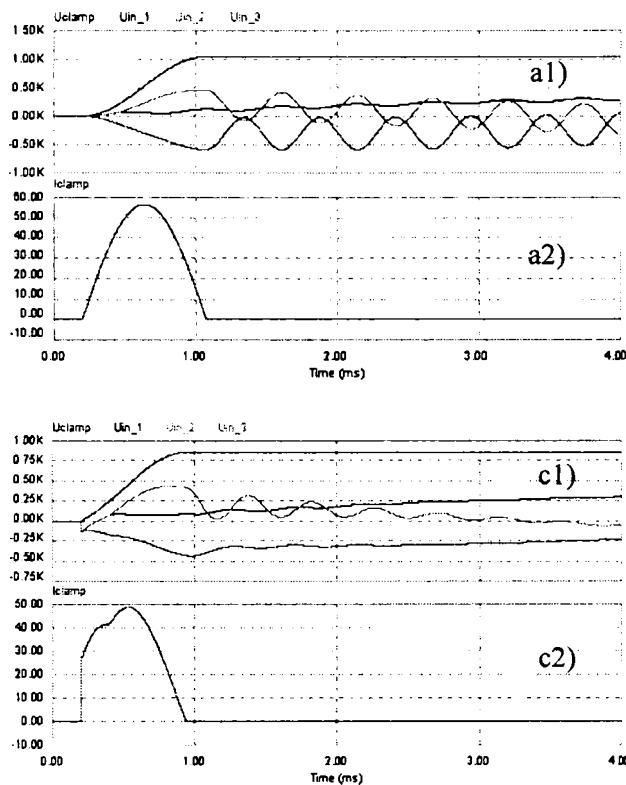 Uclamp Uin_1 Uin_2 Uin_3
1.50K
1.00K
0.50K
0.00K
-0.50K
-1.00K
a1)
Iclamp
60.00
50.00
40.00
30.00
20.00
10.00
0.00
-10.00
a2)
0.00 1.00 2.00 3.00 4.00
Time (ms)
Uclamp Uin_1 Uin_2 Uin_3
1.00K
0.75K
0.50K
0.25K
0.00K
-0.25K
-0.50K
-0.75K
c1)
Iclamp
50.00
40.00
30.00
20.00
10.00
0.00
-10.00
c2)
0.00 1.00 2.00 3.00 4.00
Time (ms)